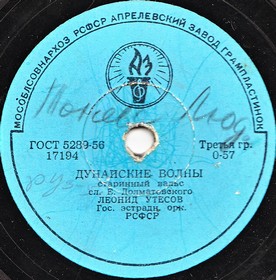 МОСОБЛСОВНАРХОЗ РСФСР АПРЕЛЕВСКИЙ ЗАВОД ГРАМПЛАСТИНОК
ГОСТ 5289-56
17194
Третья гр.
0-57
ДУНАЙСКИЕ ВОЛНЫ
старинный вальс
сл. Е. Долматовского
ЛЕОНИД УТЕСОВ
Гос. эстрадн. орк.
РСФСР